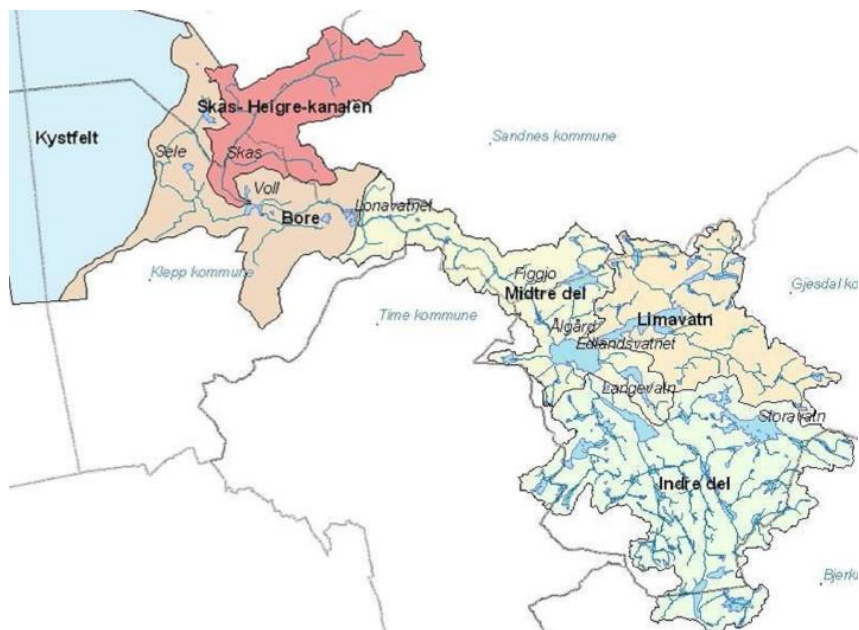 Skas- Heigre-kanalen
Kystfelt
Sandnes kommune
Sele
Skas
Voll
Bore
Lonavatnet
Klepp kommune
Figgjo
Midtre del
Gjesdal ko
Time kommune
Limavatn
Ålgård
Edlandsvatnet
Langevatn
Storavatn
Indre del
Bjerk